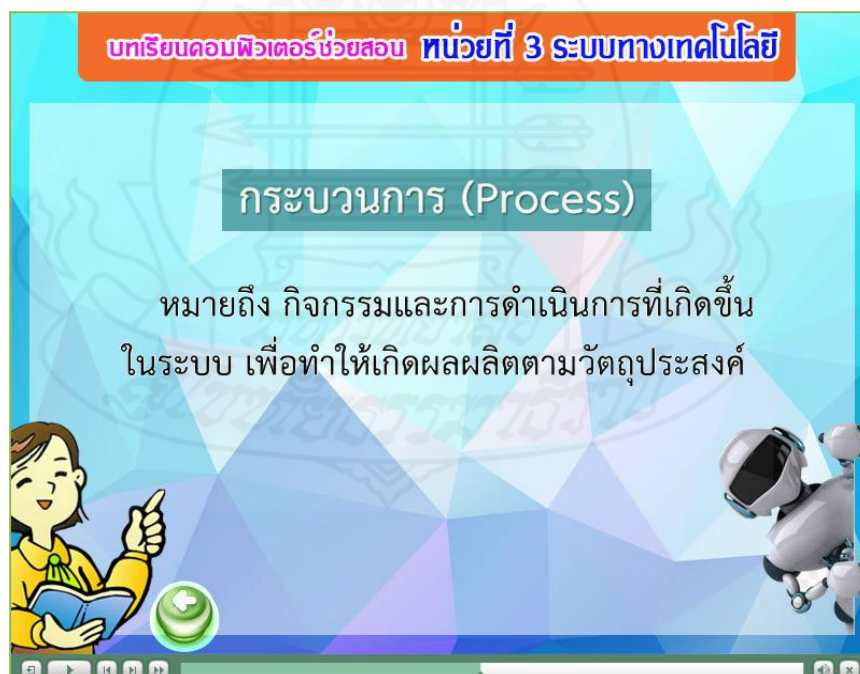 บทเรียนคอมพิวเตอร์ช่วยสอน หน่วยที่ 3 ระบบทางเทคโนโลยี
กระบวนการ (Process)
หมายถึง กิจกรรมและการดำเนินการที่เกิดขึ้น
ในระบบ เพื่อทำให้เกิดผลผลิตตามวัตถุประสงค์